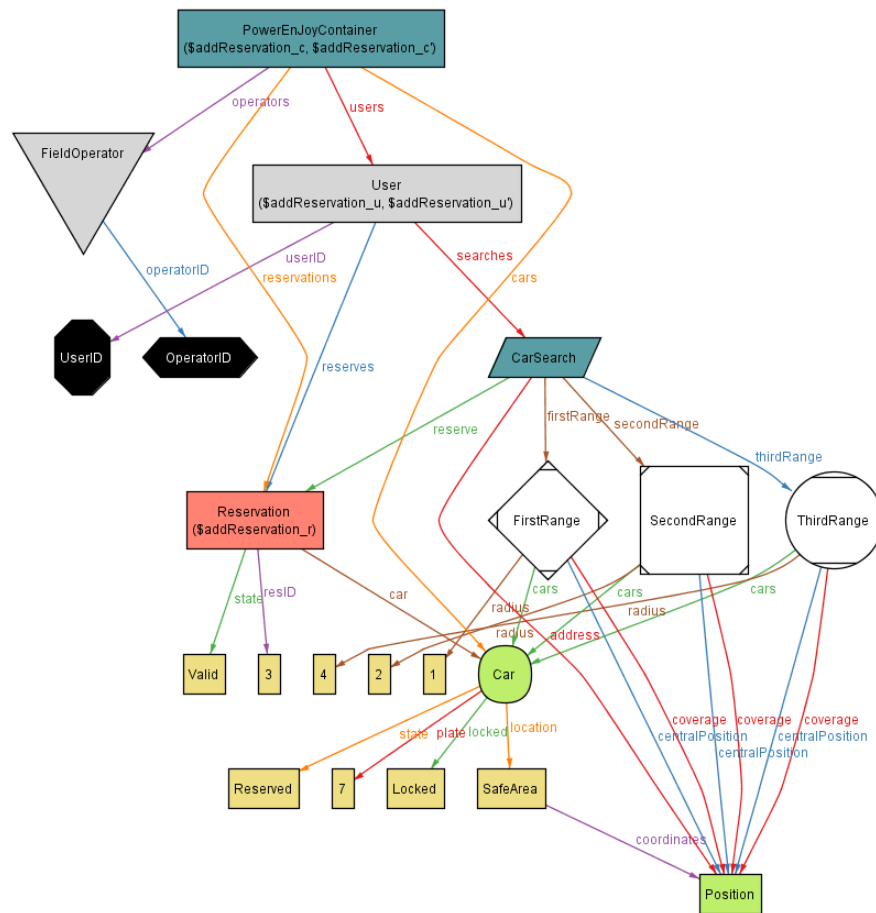 PowerEnJoyContainer
($addReservation_c, $addReservation_c')
operators
users
FieldOperator
User
($addReservation_u, $addReservation_u')
searches
userID
operatorID
reservations
cars
UserID
OperatorID
CarSearch
reserves
firstRange
secondRange
reserve
thirdRange
Reservation
($addReservation_r)
FirstRange
SecondRange
ThirdRange
state
resID
car
cars
cars
cars
radius
radius
radius
address
Valid
3
4
2
1
Car
state
plate
locked
location
coverage
coverage
coverage
centralPosition
centralPosition
centralPosition
Reserved
7
Locked
SafeArea
coordinates
Position